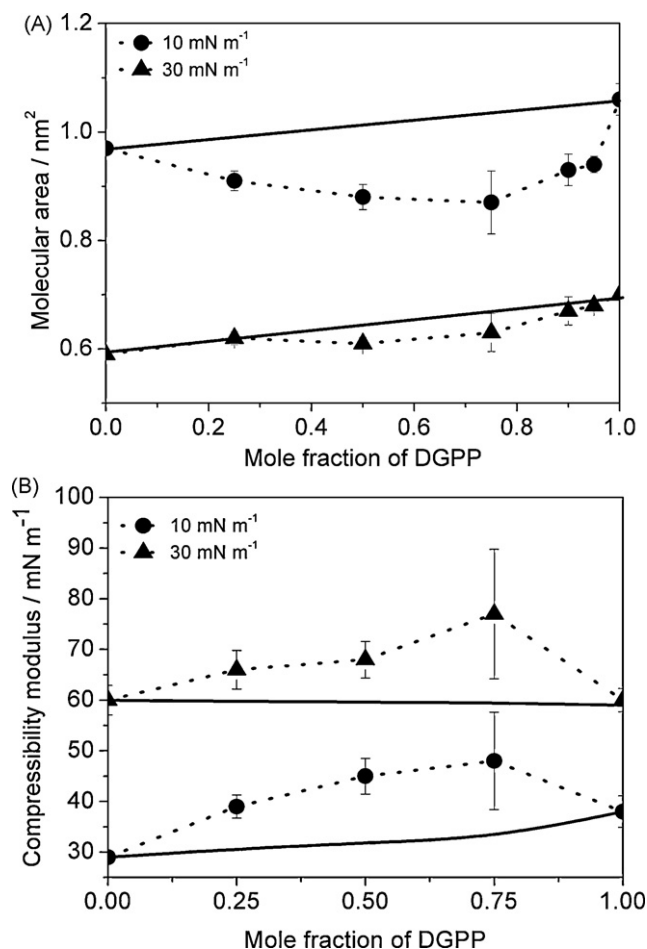 (A)
10 mN m⁻¹
30 mN m⁻¹
1.2
1.0
0.8
0.6
Molecular area / nm²
0.0 0.2 0.4 0.6 0.8 1.0
Mole fraction of DGPP
(B)
10 mN m⁻¹
30 mN m⁻¹
100
90
80
70
60
50
40
30
Compressibility modulus / mN m⁻¹
0.00 0.25 0.50 0.75 1.00
Mole fraction of DGPP